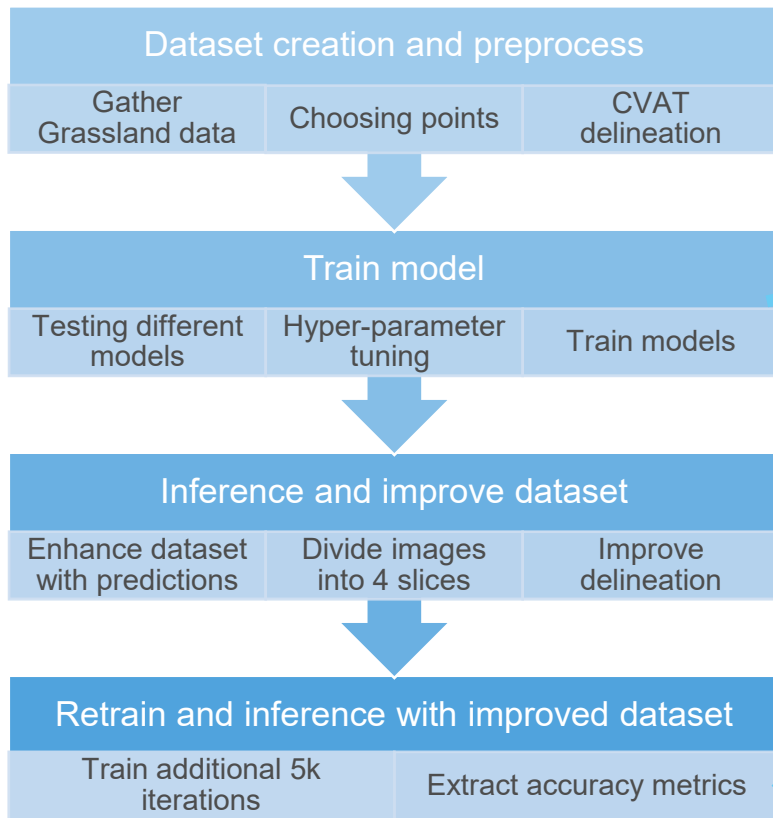 Dataset creation and preprocess
Gather
Grassland data
Choosing points
CVAT
delineation
Train model
Testing different
models
Hyper-parameter
tuning
Train models
Inference and improve dataset
Enhance dataset
with predictions
Divide images
into 4 slices
Improve
delineation
Retrain and inference with improved dataset
Train additional 5k
iterations
Extract accuracy metrics